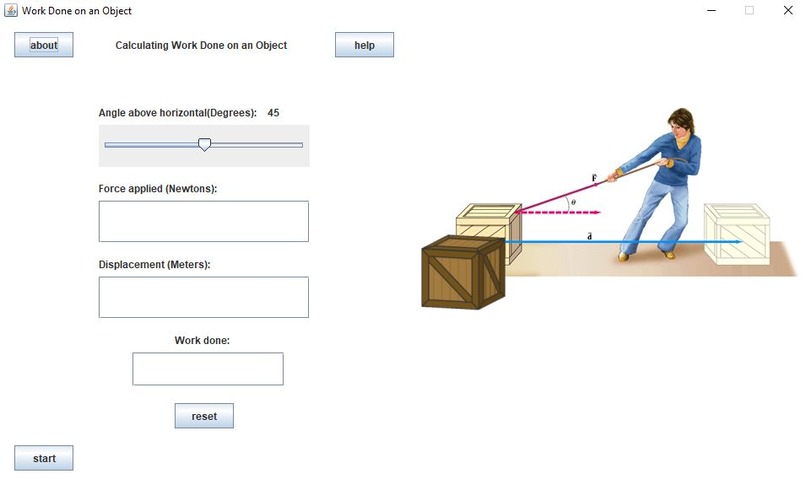 Work Done on an Object
about
Calculating Work Done on an Object
help
Angle above horizontal(Degrees): 45
Force applied (Newtons):
F
θ
Displacement (Meters):
d
Work done:
reset
start